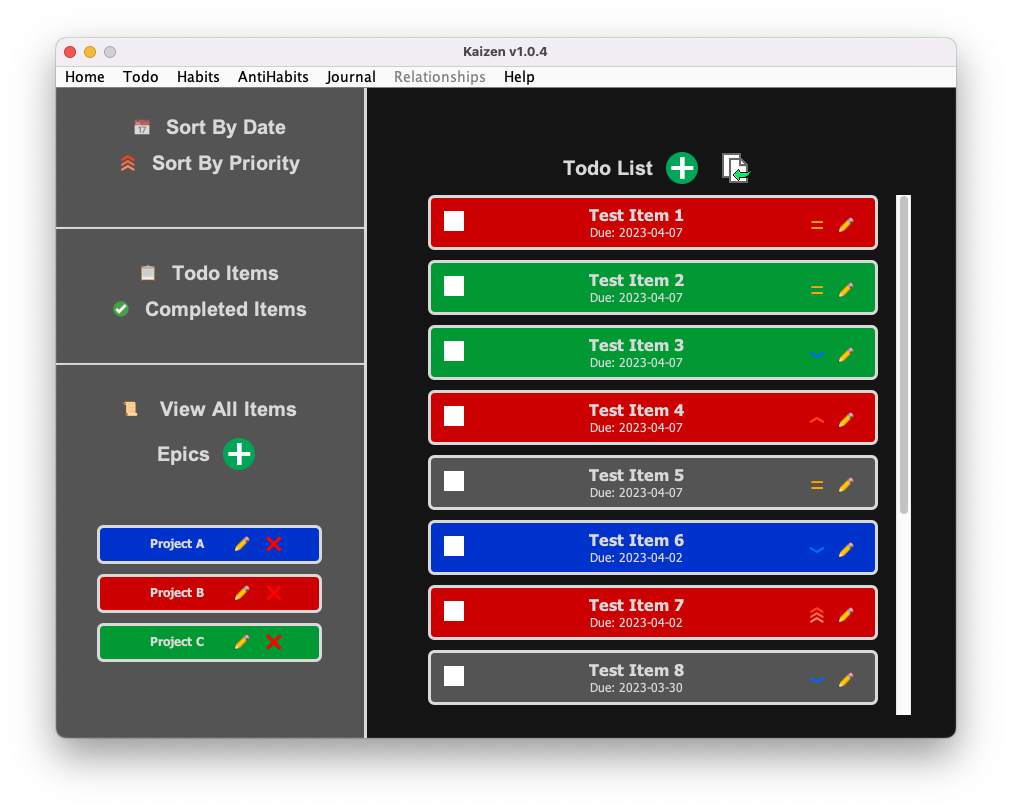 Kaizen v1.0.4
Home Todo Habits AntiHabits Journal Relationships Help
Sort By Date
Sort By Priority
Todo Items
Completed Items
View All Items
Epics
Project A
Project B
Project C
Todo List
Test Item 1
Due: 2023-04-07
Test Item 2
Due: 2023-04-07
Test Item 3
Due: 2023-04-07
Test Item 4
Due: 2023-04-07
Test Item 5
Due: 2023-04-07
Test Item 6
Due: 2023-04-02
Test Item 7
Due: 2023-04-02
Test Item 8
Due: 2023-03-30